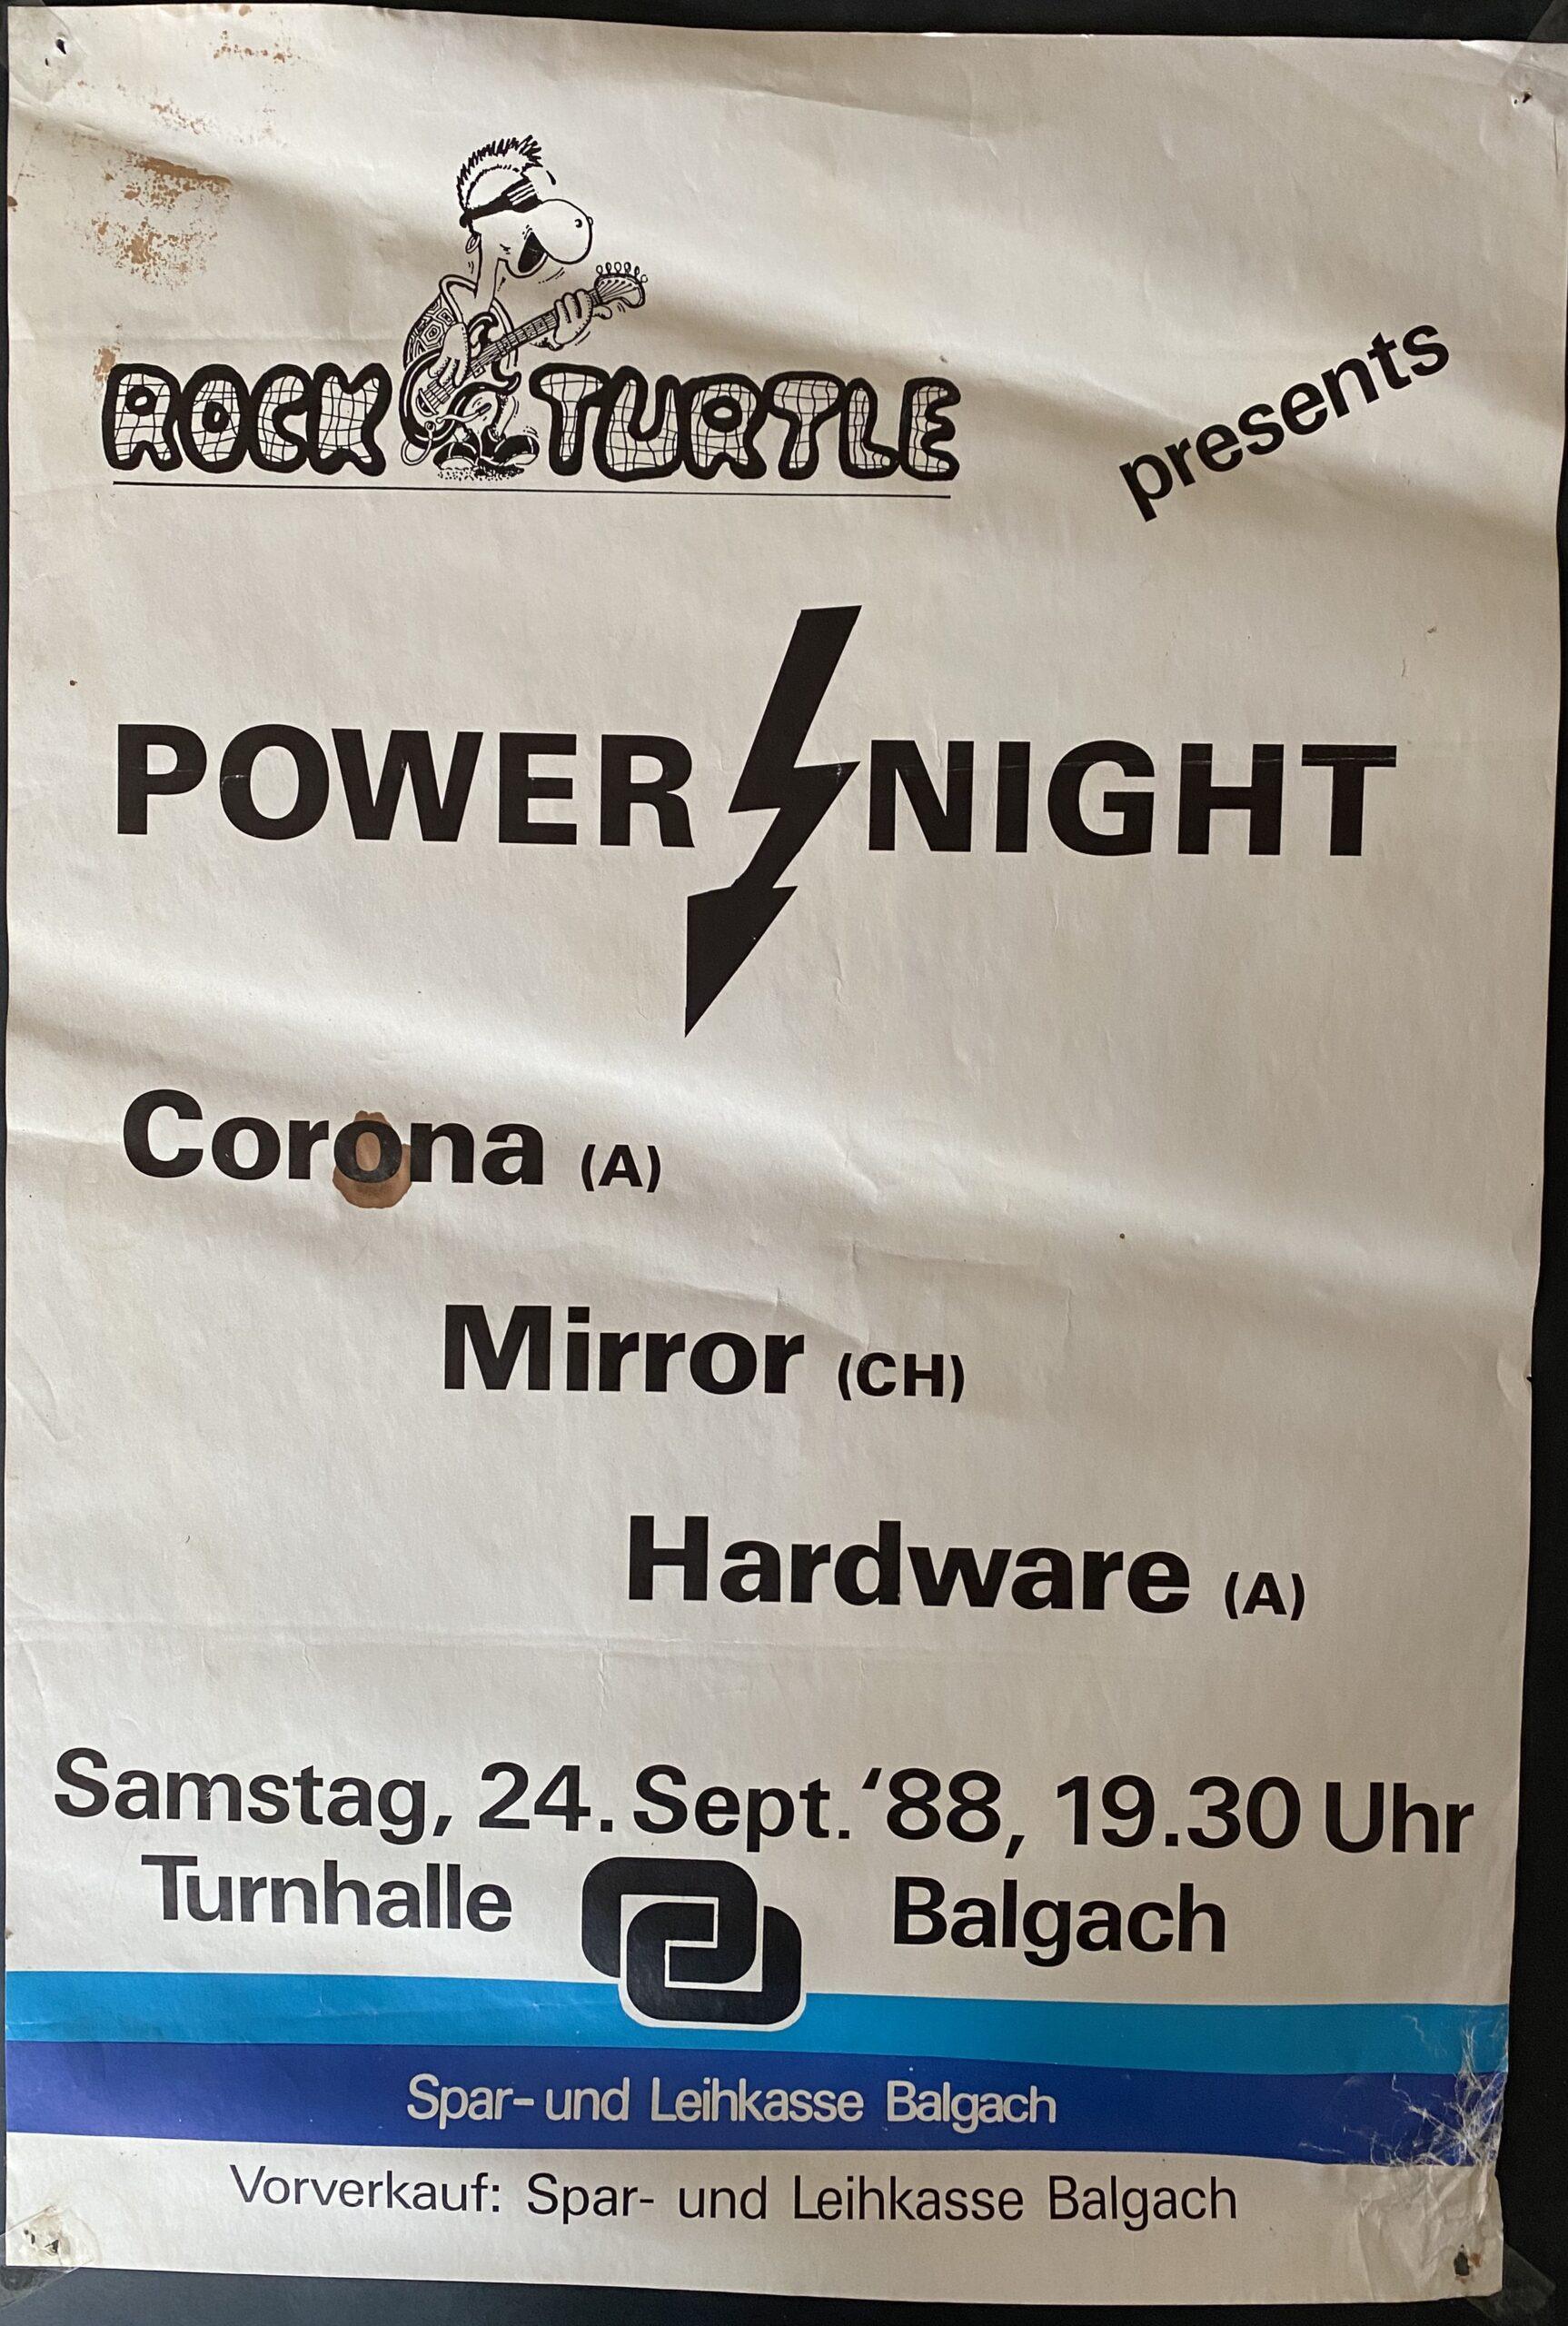 ROCK TURTLE
presents
POWER NIGHT
Corona (A)
Mirror (CH)
Hardware (A)
Samstag, 24. Sept. ‘88, 19.30 Uhr
Turnhalle Balgach
Spar- und Leihkasse Balgach
Vorverkauf: Spar- und Leihkasse Balgach